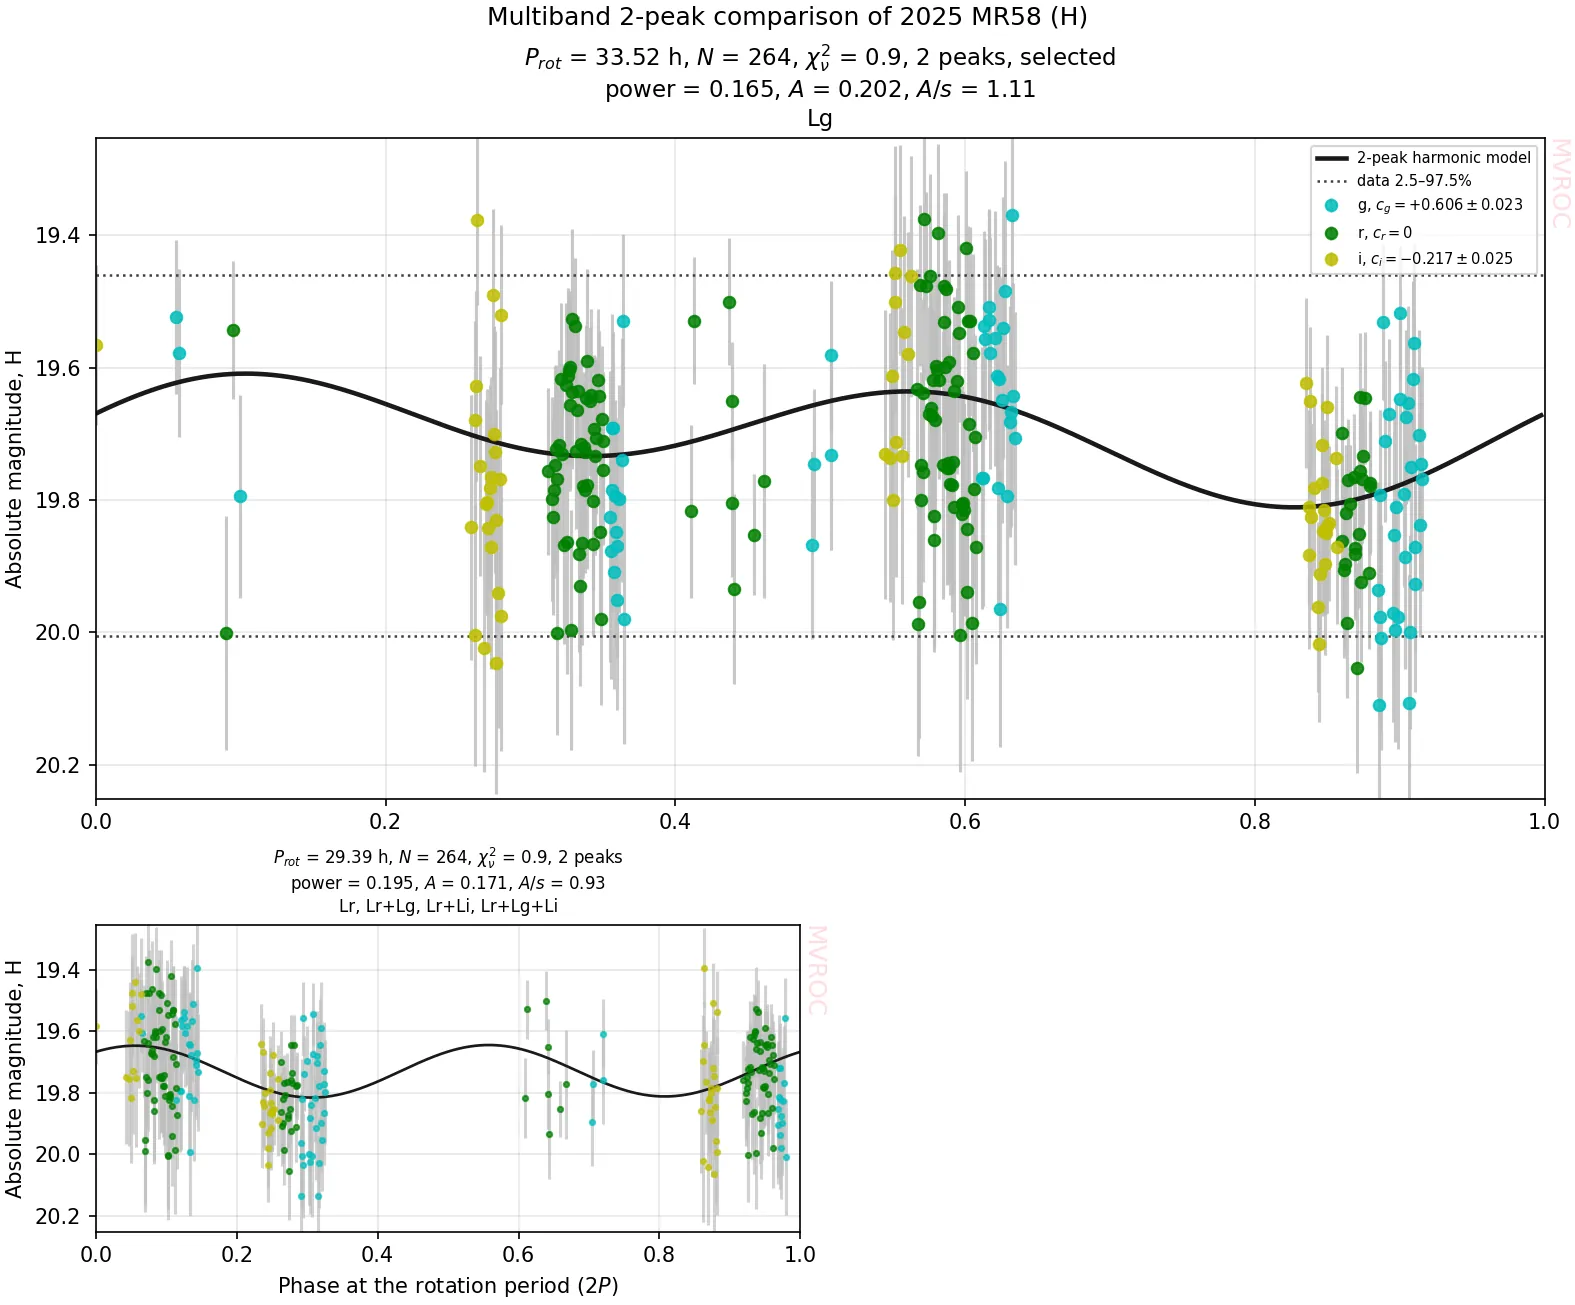 Multiband 2-peak comparison of 2025 MR58 (H)
P_rot = 33.52 h, N = 264, χ²_ν = 0.9, 2 peaks, selected
power = 0.165, A = 0.202, A/s = 1.11
Lg
MVROC
2-peak harmonic model
data 2.5–97.5%
g, c_g = +0.606 ± 0.023
r, c_r = 0
i, c_i = −0.217 ± 0.025
Absolute magnitude, H
19.4
19.6
19.8
20.0
20.2
0.0 0.2 0.4 0.6 0.8 1.0
P_rot = 29.39 h, N = 264, χ²_ν = 0.9, 2 peaks
power = 0.195, A = 0.171, A/s = 0.93
Lr, Lr+Lg, Lr+Li, Lr+Lg+Li
MVROC
Absolute magnitude, H
19.4
19.6
19.8
20.0
20.2
0.0 0.2 0.4 0.6 0.8 1.0
Phase at the rotation period (2P)